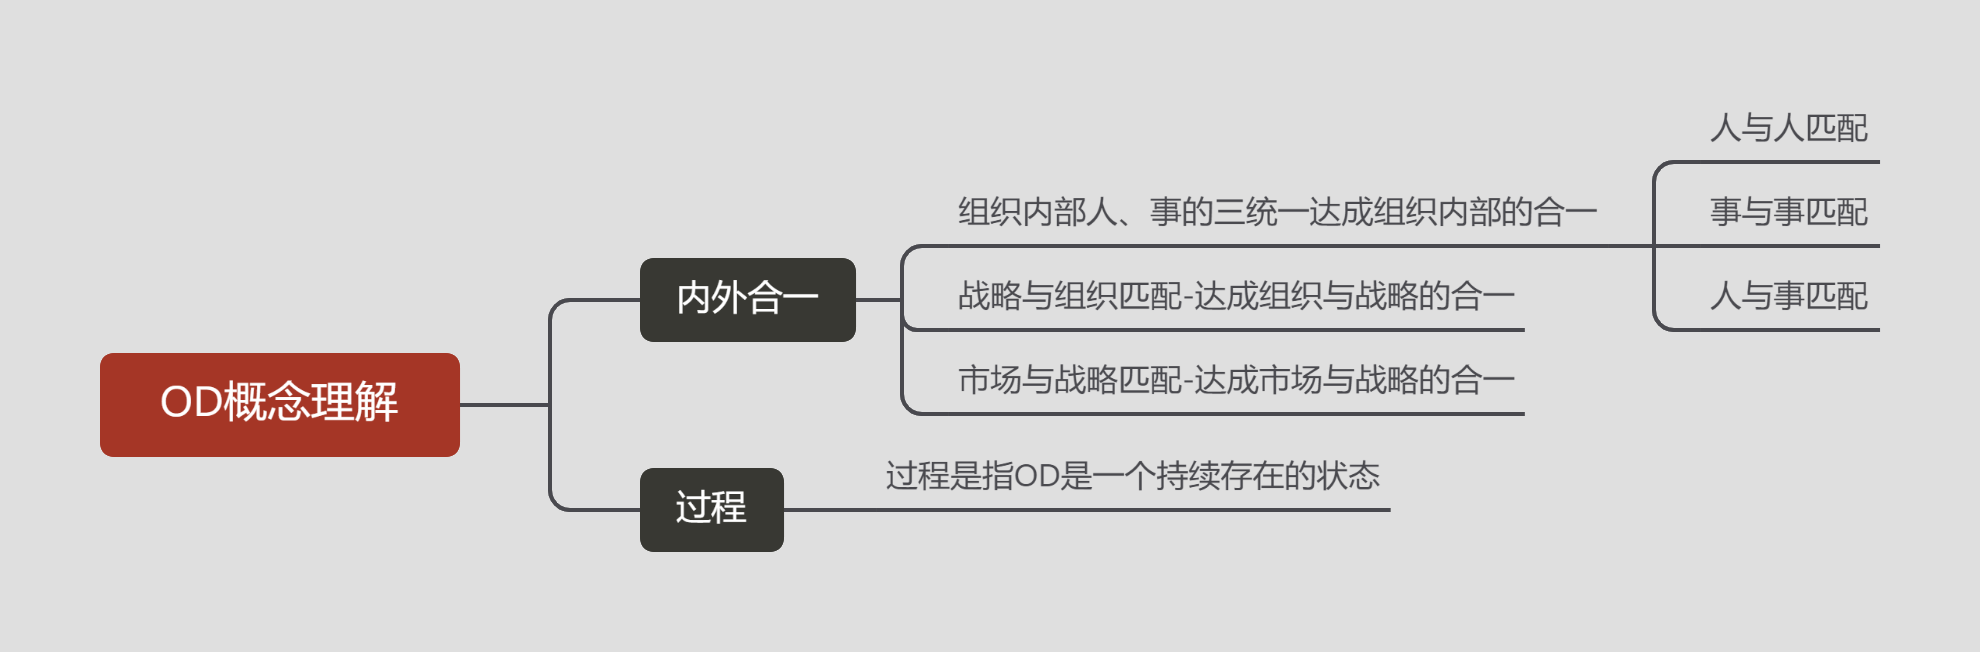 OD概念理解
内外合一
组织内部人、事的三统一达成组织内部的合一
人与人匹配
事与事匹配
人与事匹配
战略与组织匹配-达成组织与战略的合一
市场与战略匹配-达成市场与战略的合一
过程
过程是指OD是一个持续存在的状态